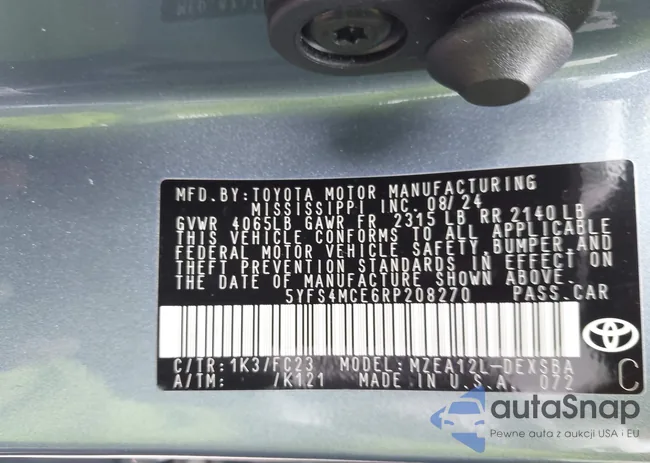 MFD. BY: TOYOTA MOTOR MANUFACTURING
MISSISSIPPI INC. 08/24
GVWR 4065LB GAWR FR 2315 LB RR 2140 LB
THIS VEHICLE CONFORMS TO ALL APPLICABLE
FEDERAL MOTOR VEHICLE SAFETY, BUMPER, AND
THEFT PREVENTION STANDARDS IN EFFECT ON
THE DATE OF MANUFACTURE SHOWN ABOVE.
5YFS4MCE6RP208270 PASS.CAR
C/TR:1K3/FC23 MODEL:MZEA12L-DEXSBA
A/TM: /K121 MADE IN U.S.A. 072 C
autaSnap
Pewne auta z aukcji USA i EU